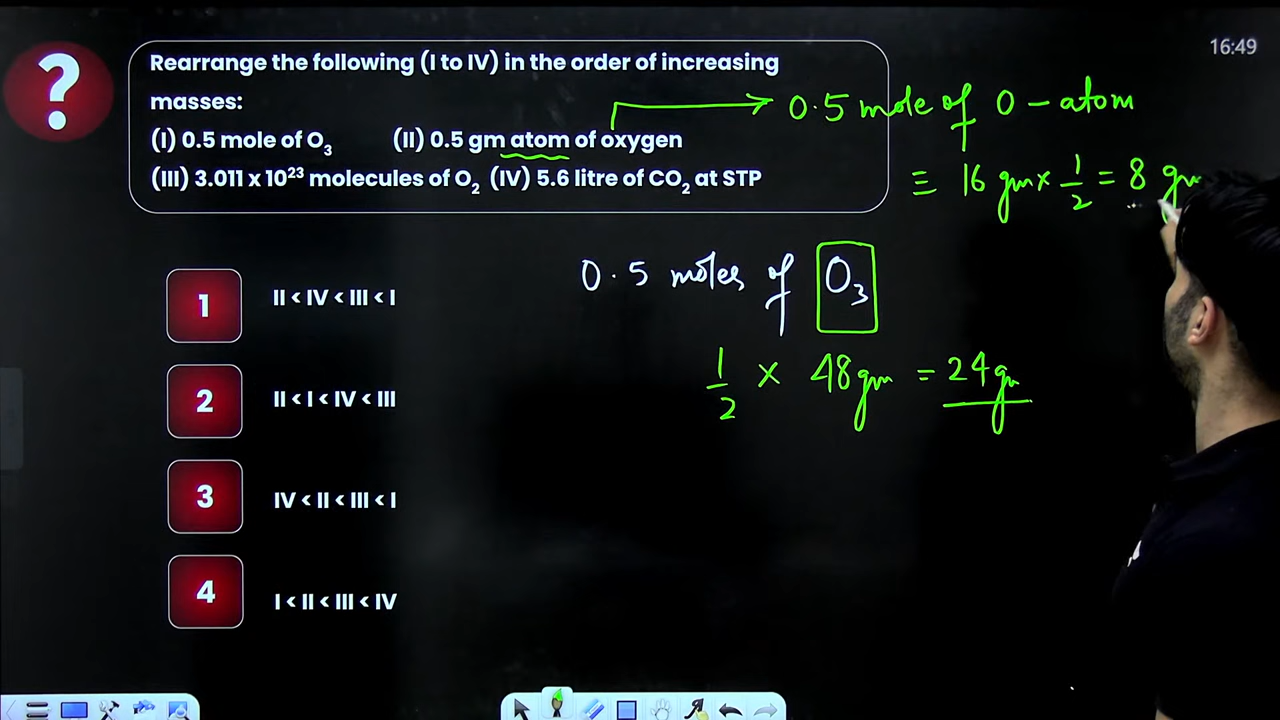 ?
16:49
Rearrange the following (I to IV) in the order of increasing
masses:
(I) 0.5 mole of O₃ (II) 0.5 gm atom of oxygen
(III) 3.011 x 10²³ molecules of O₂ (IV) 5.6 litre of CO₂ at STP
0.5 mole of O - atom
≡ 16 gm × 1/2 = 8 gm
0.5 moles of O₃
1/2 × 48 gm = 24 gm
1 II < IV < III < I
2 II < I < IV < III
3 IV < II < III < I
4 I < II < III < IV